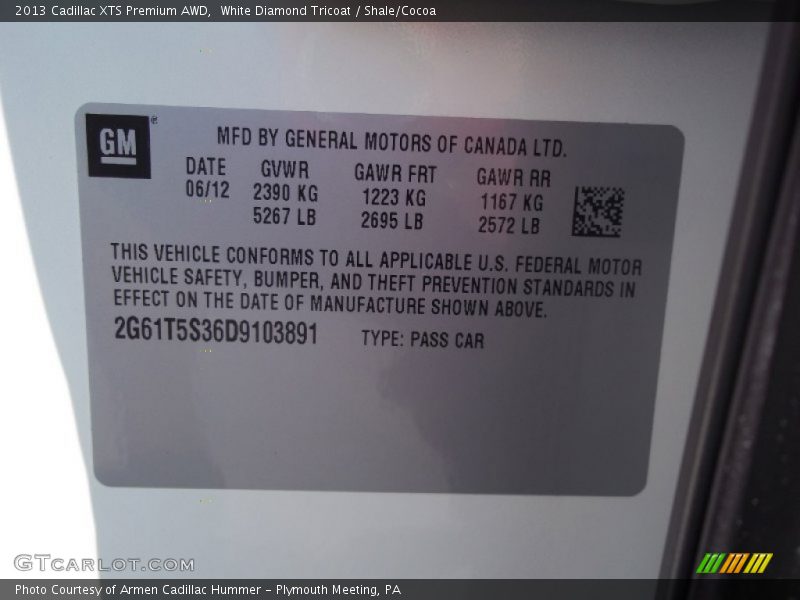 2013 Cadillac XTS Premium AWD,  White Diamond Tricoat / Shale/Cocoa
GM ®
MFD BY GENERAL MOTORS OF CANADA LTD.
DATE GVWR GAWR FRT GAWR RR
06/12 2390 KG 1223 KG 1167 KG
5267 LB 2695 LB 2572 LB
THIS VEHICLE CONFORMS TO ALL APPLICABLE U.S. FEDERAL MOTOR
VEHICLE SAFETY, BUMPER, AND THEFT PREVENTION STANDARDS IN
EFFECT ON THE DATE OF MANUFACTURE SHOWN ABOVE.
2G61T5S36D9103891 TYPE: PASS CAR
GTCARLOT.COM
Photo Courtesy of Armen Cadillac Hummer - Plymouth Meeting, PA